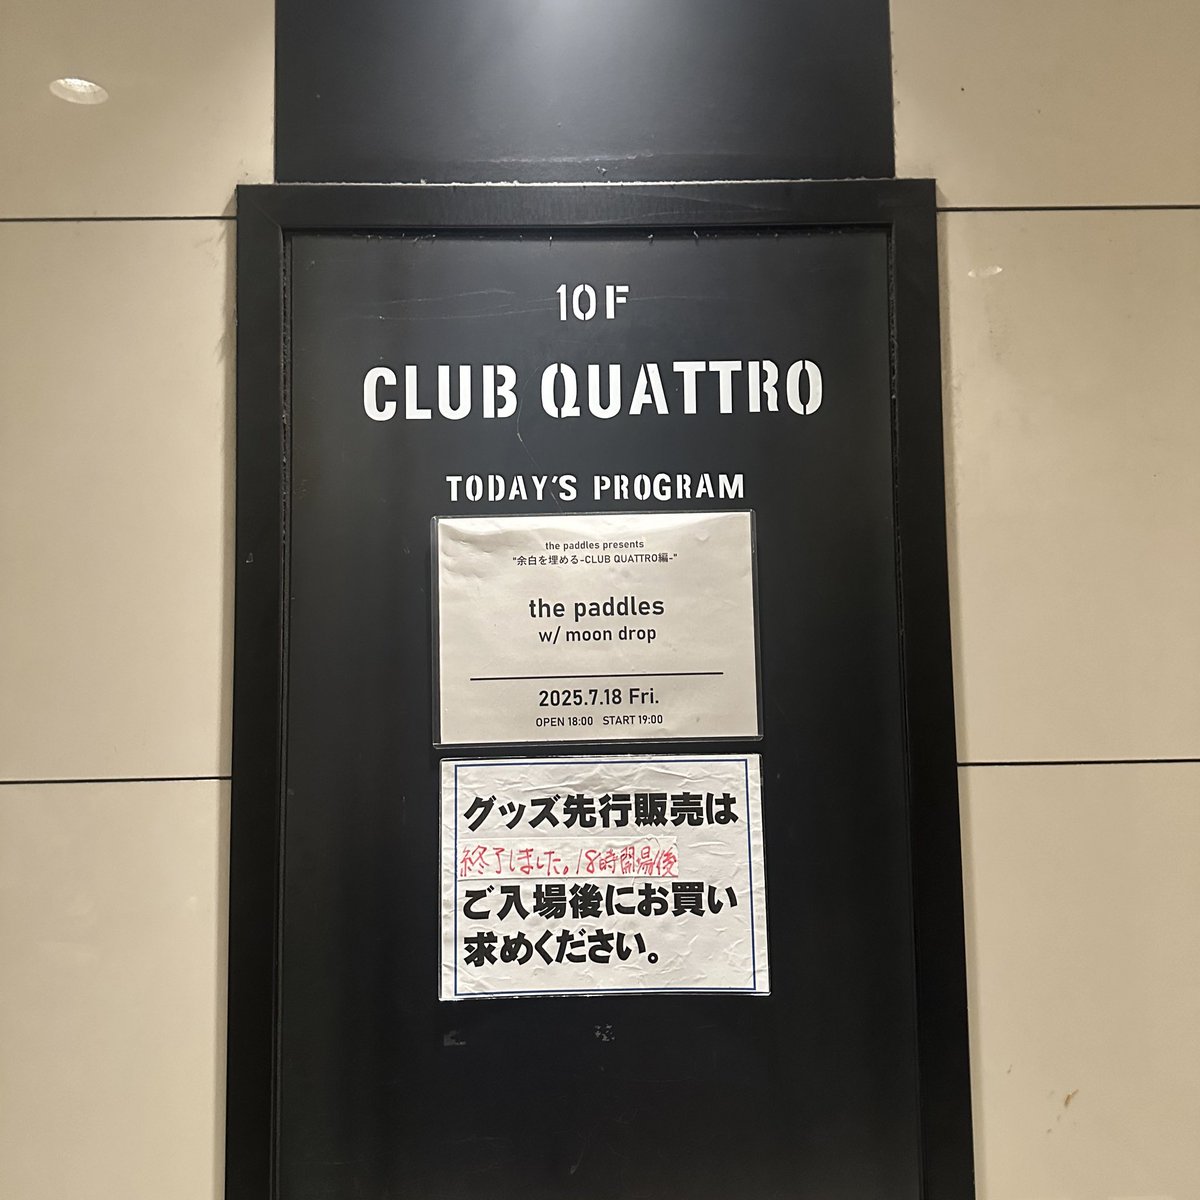 10F
CLUB QUATTRO
TODAY'S PROGRAM
the paddles presents
"余白を埋める-CLUB QUATTRO編-"
the paddles
w/ moon drop
2025.7.18 Fri.
OPEN 18:00 START 19:00
グッズ先行販売は
終了しました。18時開場後
ご入場後にお買い
求めください。